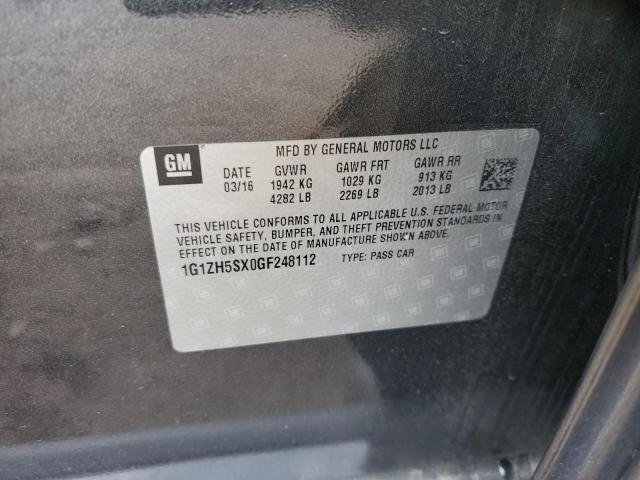 GM
MFD BY GENERAL MOTORS LLC
DATE GVWR GAWR FRT GAWR RR
03/16 1942 KG 1029 KG 913 KG
4282 LB 2269 LB 2013 LB
THIS VEHICLE CONFORMS TO ALL APPLICABLE U.S. FEDERAL MOTOR
VEHICLE SAFETY, BUMPER, AND THEFT PREVENTION STANDARDS IN
EFFECT ON THE DATE OF MANUFACTURE SHOWN ABOVE.
1G1ZH5SX0GF248112 TYPE: PASS CAR